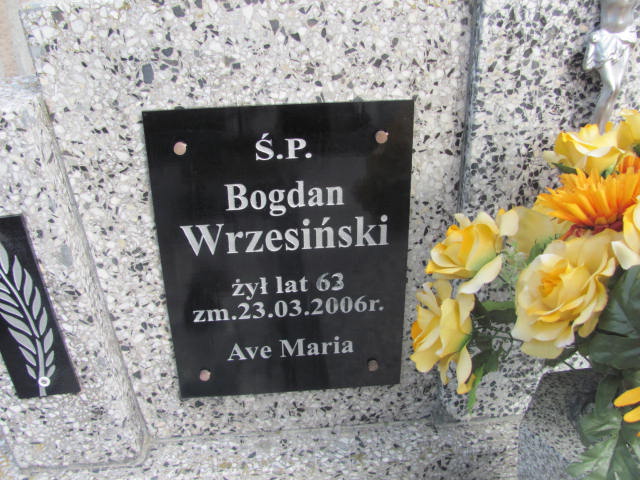 Ś.P.
Bogdan
Wrzesiński
żył lat 63
zm.23.03.2006r.
Ave Maria